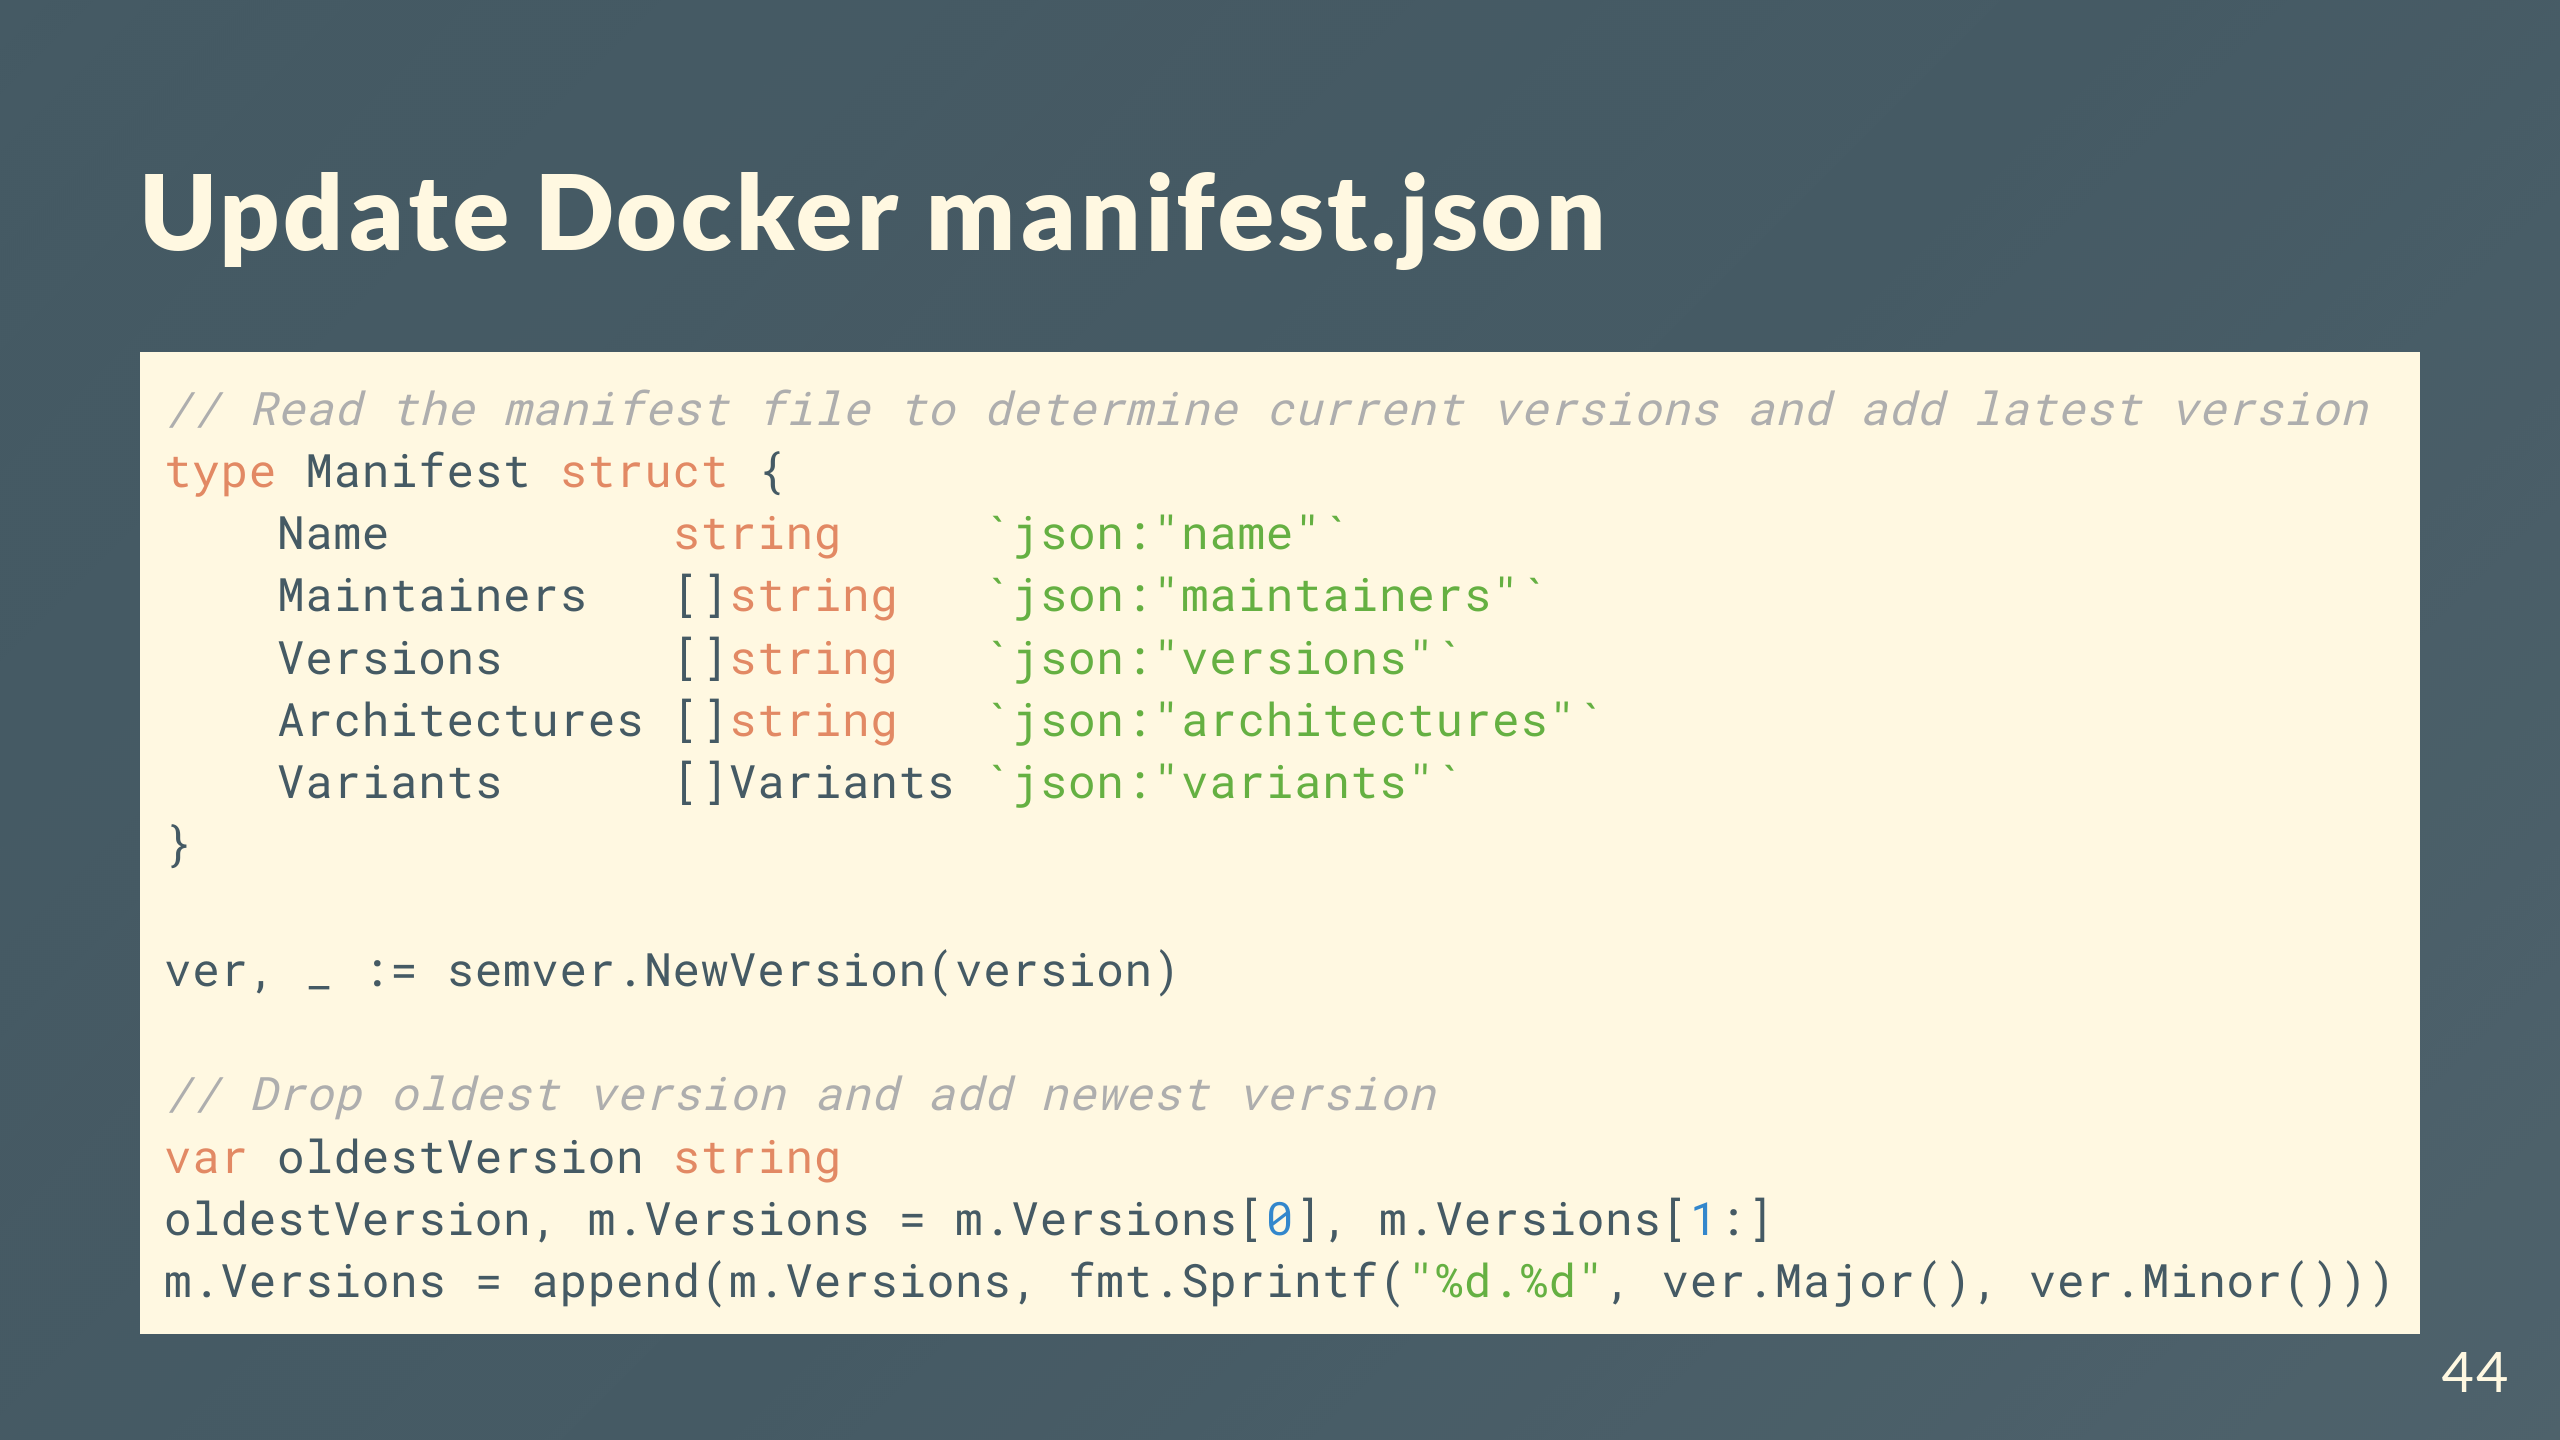 Update Docker manifest.json
// Read the manifest file to determine current versions and add latest version
type Manifest struct {
    Name          string     `json:"name"`
    Maintainers   []string   `json:"maintainers"`
    Versions      []string   `json:"versions"`
    Architectures []string   `json:"architectures"`
    Variants      []Variants `json:"variants"`
}
ver, _ := semver.NewVersion(version)
// Drop oldest version and add newest version
var oldestVersion string
oldestVersion, m.Versions = m.Versions[0], m.Versions[1:]
m.Versions = append(m.Versions, fmt.Sprintf("%d.%d", ver.Major(), ver.Minor()))
44